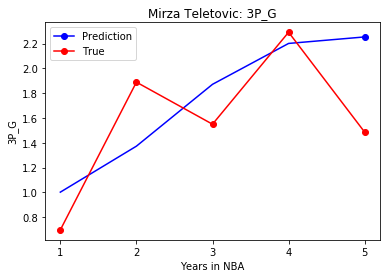 Mirza Teletovic: 3P_G
Prediction
True
3P_G
2.2
2.0
1.8
1.6
1.4
1.2
1.0
0.8
1 2 3 4 5
Years in NBA